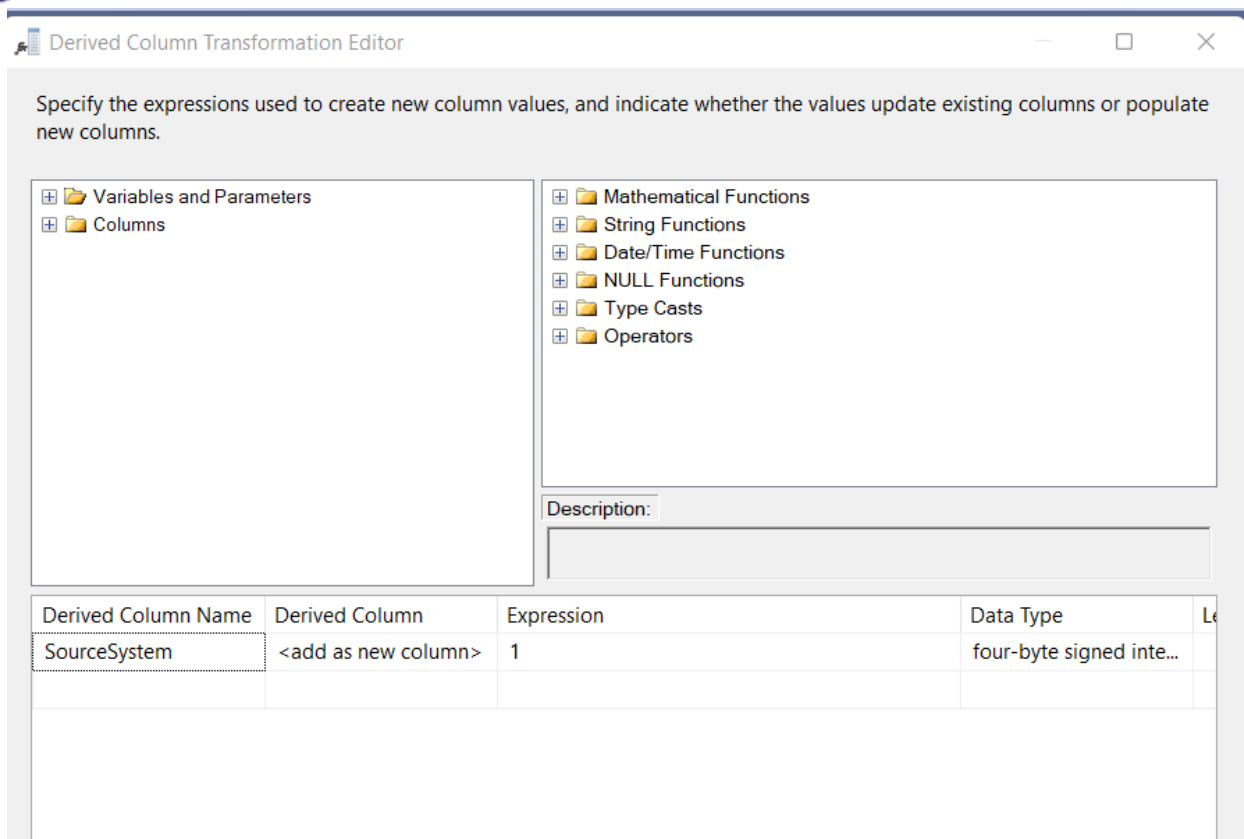 Derived Column Transformation Editor
Specify the expressions used to create new column values, and indicate whether the values update existing columns or populate
new columns.
Variables and Parameters
Columns
Mathematical Functions
String Functions
Date/Time Functions
NULL Functions
Type Casts
Operators
Description:
Derived Column Name Derived Column Expression Data Type Le
SourceSystem <add as new column> 1 four-byte signed inte...